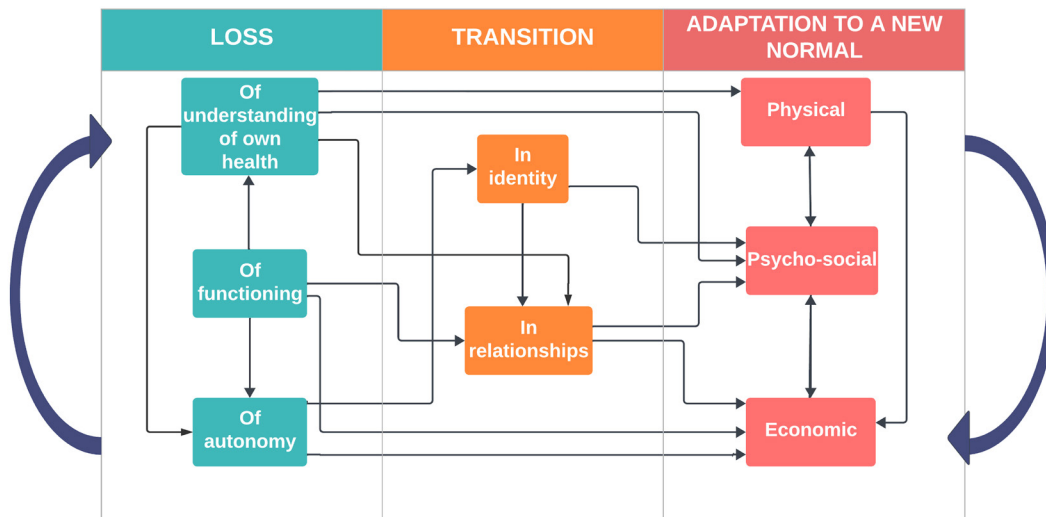 LOSS
TRANSITION
ADAPTATION TO A NEW
NORMAL
Of
understanding
of own
health
Physical
In
identity
Of
functioning
Psycho-social
In
relationships
Of
autonomy
Economic